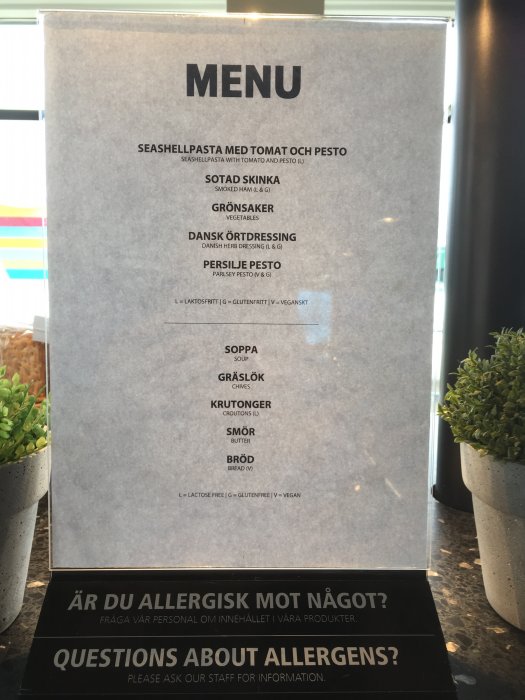 MENU
SEASHELLPASTA MED TOMAT OCH PESTO
SEASHELLPASTA WITH TOMATO AND PESTO (L)
SOTAD SKINKA
SMOKED HAM (L & G)
GRÖNSAKER
VEGETABLES
DANSK ÖRTDRESSING
DANISH HERB DRESSING (L & G)
PERSILJE PESTO
PARLSEY PESTO (V & G)
L = LAKTOSFRITT | G = GLUTENFRITT | V = VEGANSKT
SOPPA
SOUP
GRÄSLÖK
CHIVES
KRUTONGER
CROUTONS (L)
SMÖR
BUTTER
BRÖD
BREAD (V)
L = LACTOSE FREE | G = GLUTENFREE | V = VEGAN
ÄR DU ALLERGISK MOT NÅGOT?
FRÅGA VÅR PERSONAL OM INNEHÅLLET I VÅRA PRODUKTER.
QUESTIONS ABOUT ALLERGENS?
PLEASE ASK OUR STAFF FOR INFORMATION.